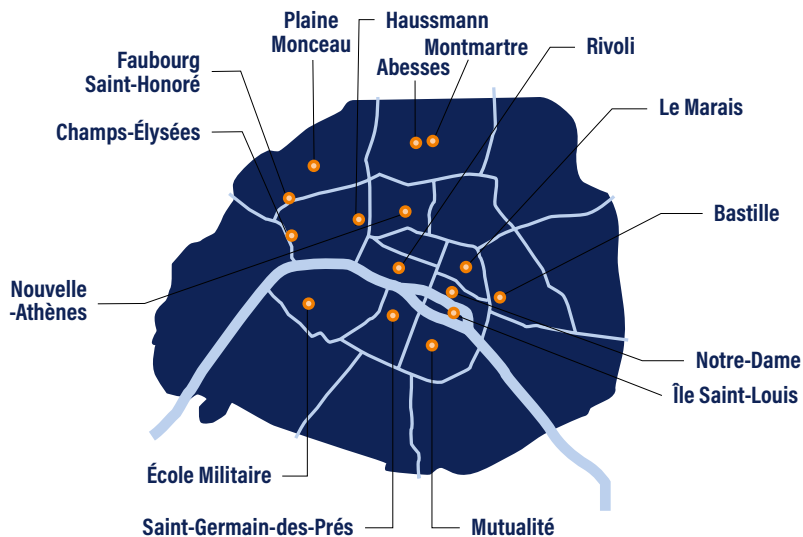 Plaine
Monceau
Haussmann
Montmartre
Abesses
Rivoli
Faubourg
Saint-Honoré
Le Marais
Champs-Élysées
Bastille
Nouvelle
-Athènes
Notre-Dame
Île Saint-Louis
École Militaire
Saint-Germain-des-Prés
Mutualité